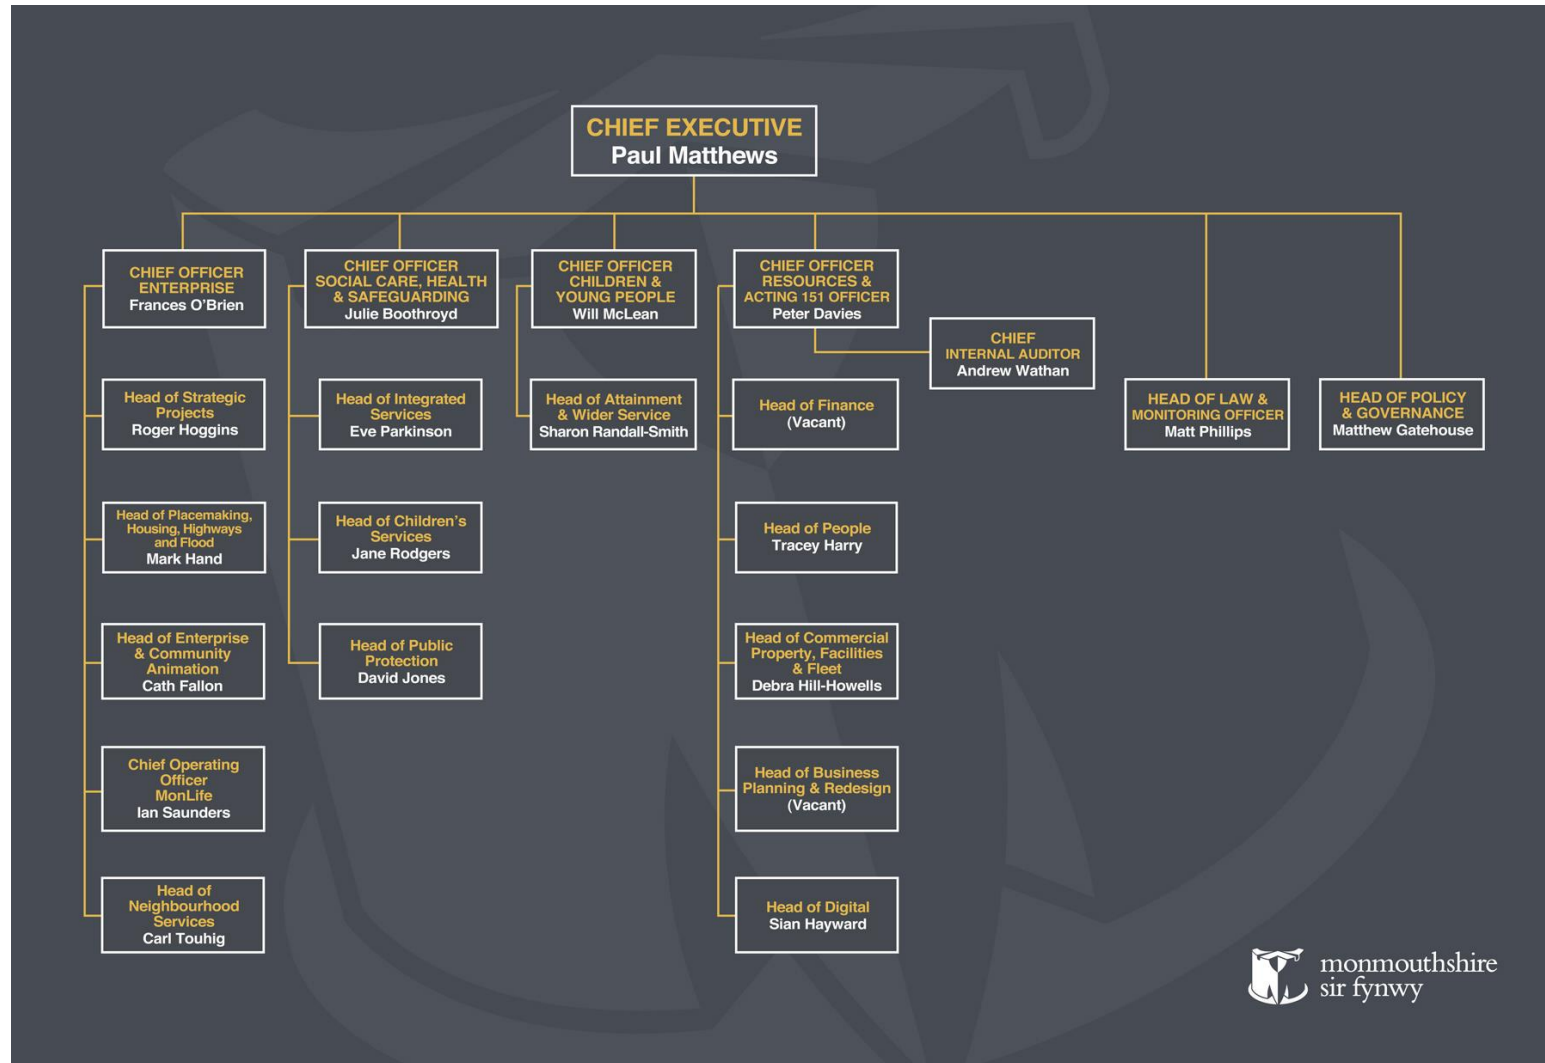 CHIEF EXECUTIVE
Paul Matthews
CHIEF OFFICER
ENTERPRISE
Frances O'Brien
CHIEF OFFICER
SOCIAL CARE, HEALTH
& SAFEGUARDING
Julie Boothroyd
CHIEF OFFICER
CHILDREN &
YOUNG PEOPLE
Will McLean
CHIEF OFFICER
RESOURCES &
ACTING 151 OFFICER
Peter Davies
CHIEF
INTERNAL AUDITOR
Andrew Wathan
HEAD OF LAW &
MONITORING OFFICER
Matt Phillips
HEAD OF POLICY
& GOVERNANCE
Matthew Gatehouse
Head of Strategic
Projects
Roger Hoggins
Head of Integrated
Services
Eve Parkinson
Head of Attainment
& Wider Service
Sharon Randall-Smith
Head of Finance
(Vacant)
Head of Placemaking,
Housing, Highways
and Flood
Mark Hand
Head of Children's
Services
Jane Rodgers
Head of People
Tracey Harry
Head of Enterprise
& Community
Animation
Cath Fallon
Head of Public
Protection
David Jones
Head of Commercial
Property, Facilities
& Fleet
Debra Hill-Howells
Chief Operating
Officer
MonLife
Ian Saunders
Head of Business
Planning & Redesign
(Vacant)
Head of
Neighbourhood
Services
Carl Touhig
Head of Digital
Sian Hayward
monmouthshire
sir fynwy